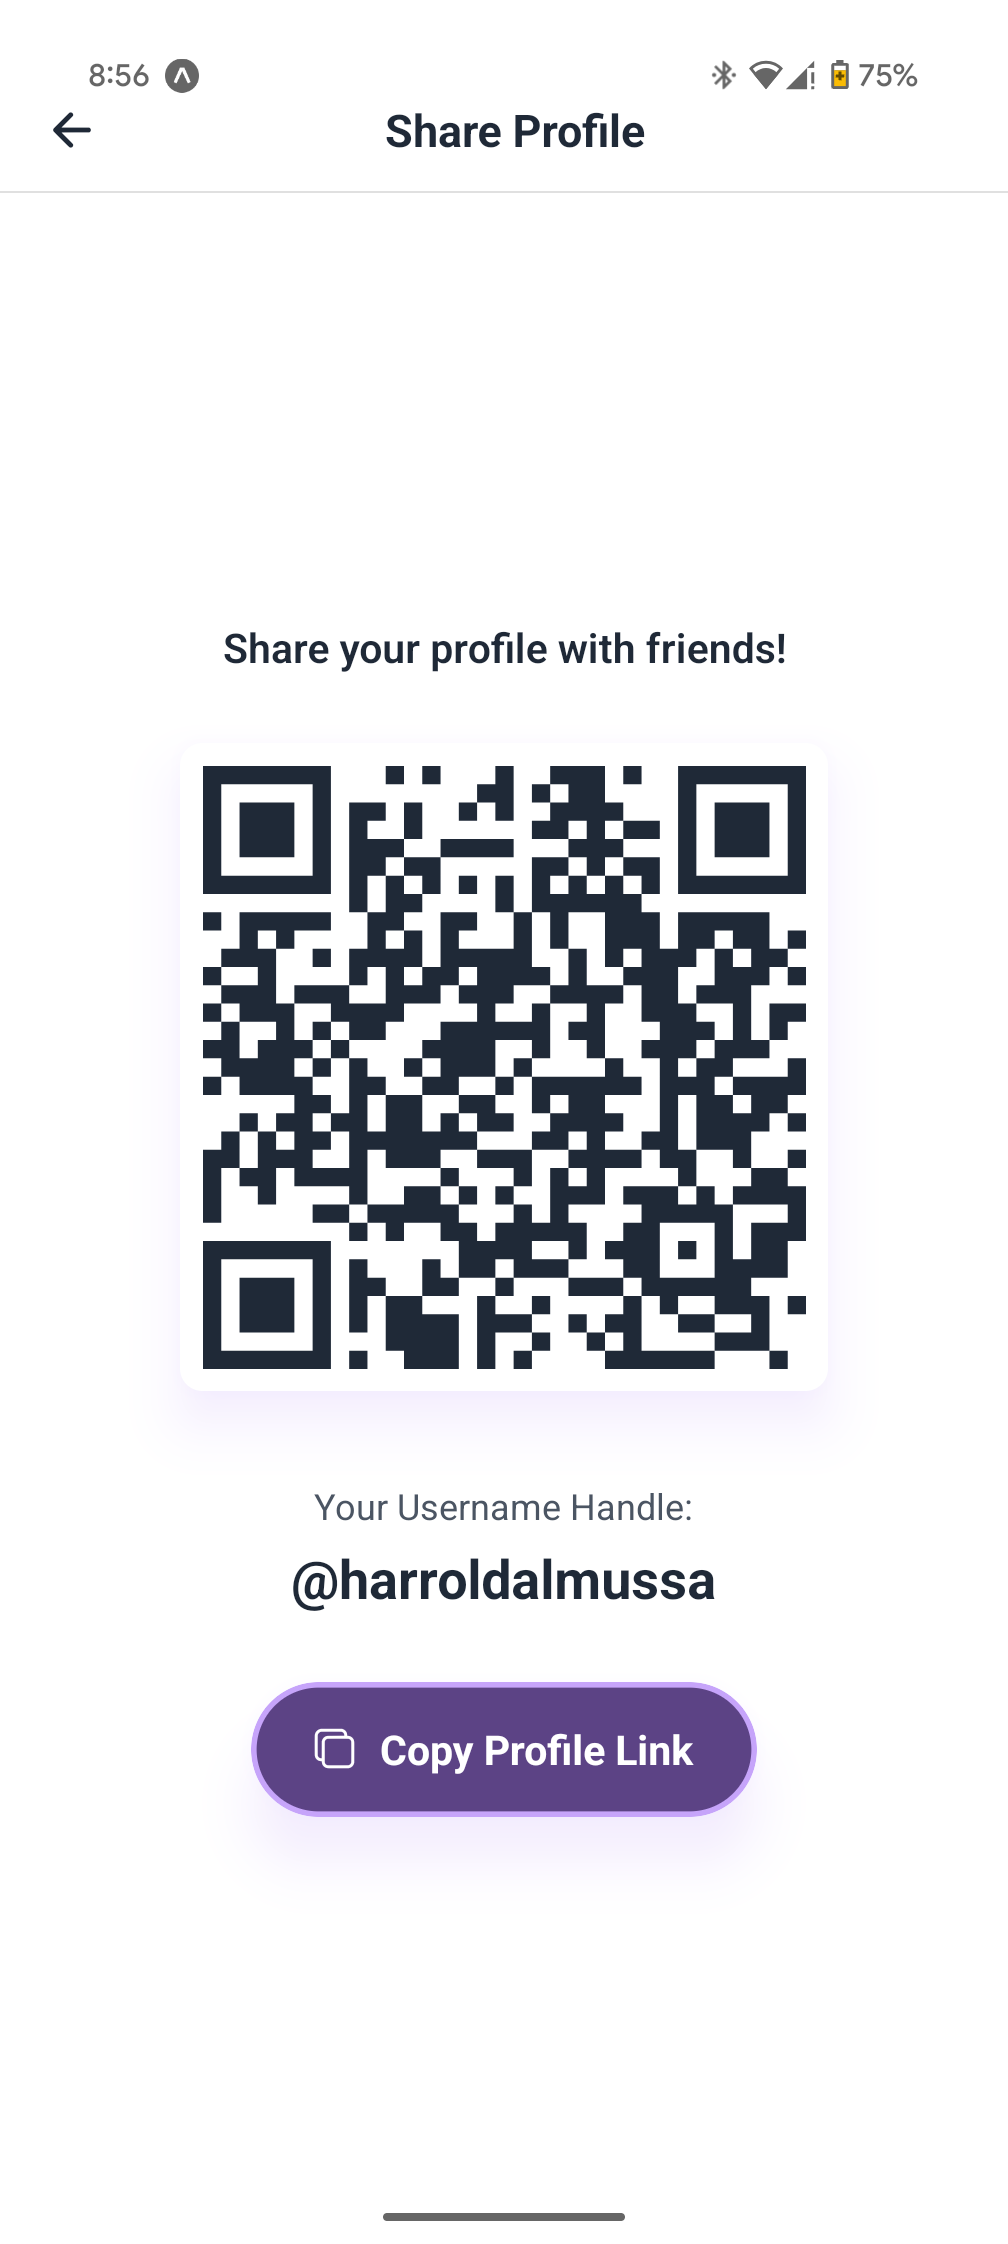 8:56
75%
Share Profile
Share your profile with friends!
Your Username Handle:
@harroldalmussa
Copy Profile Link